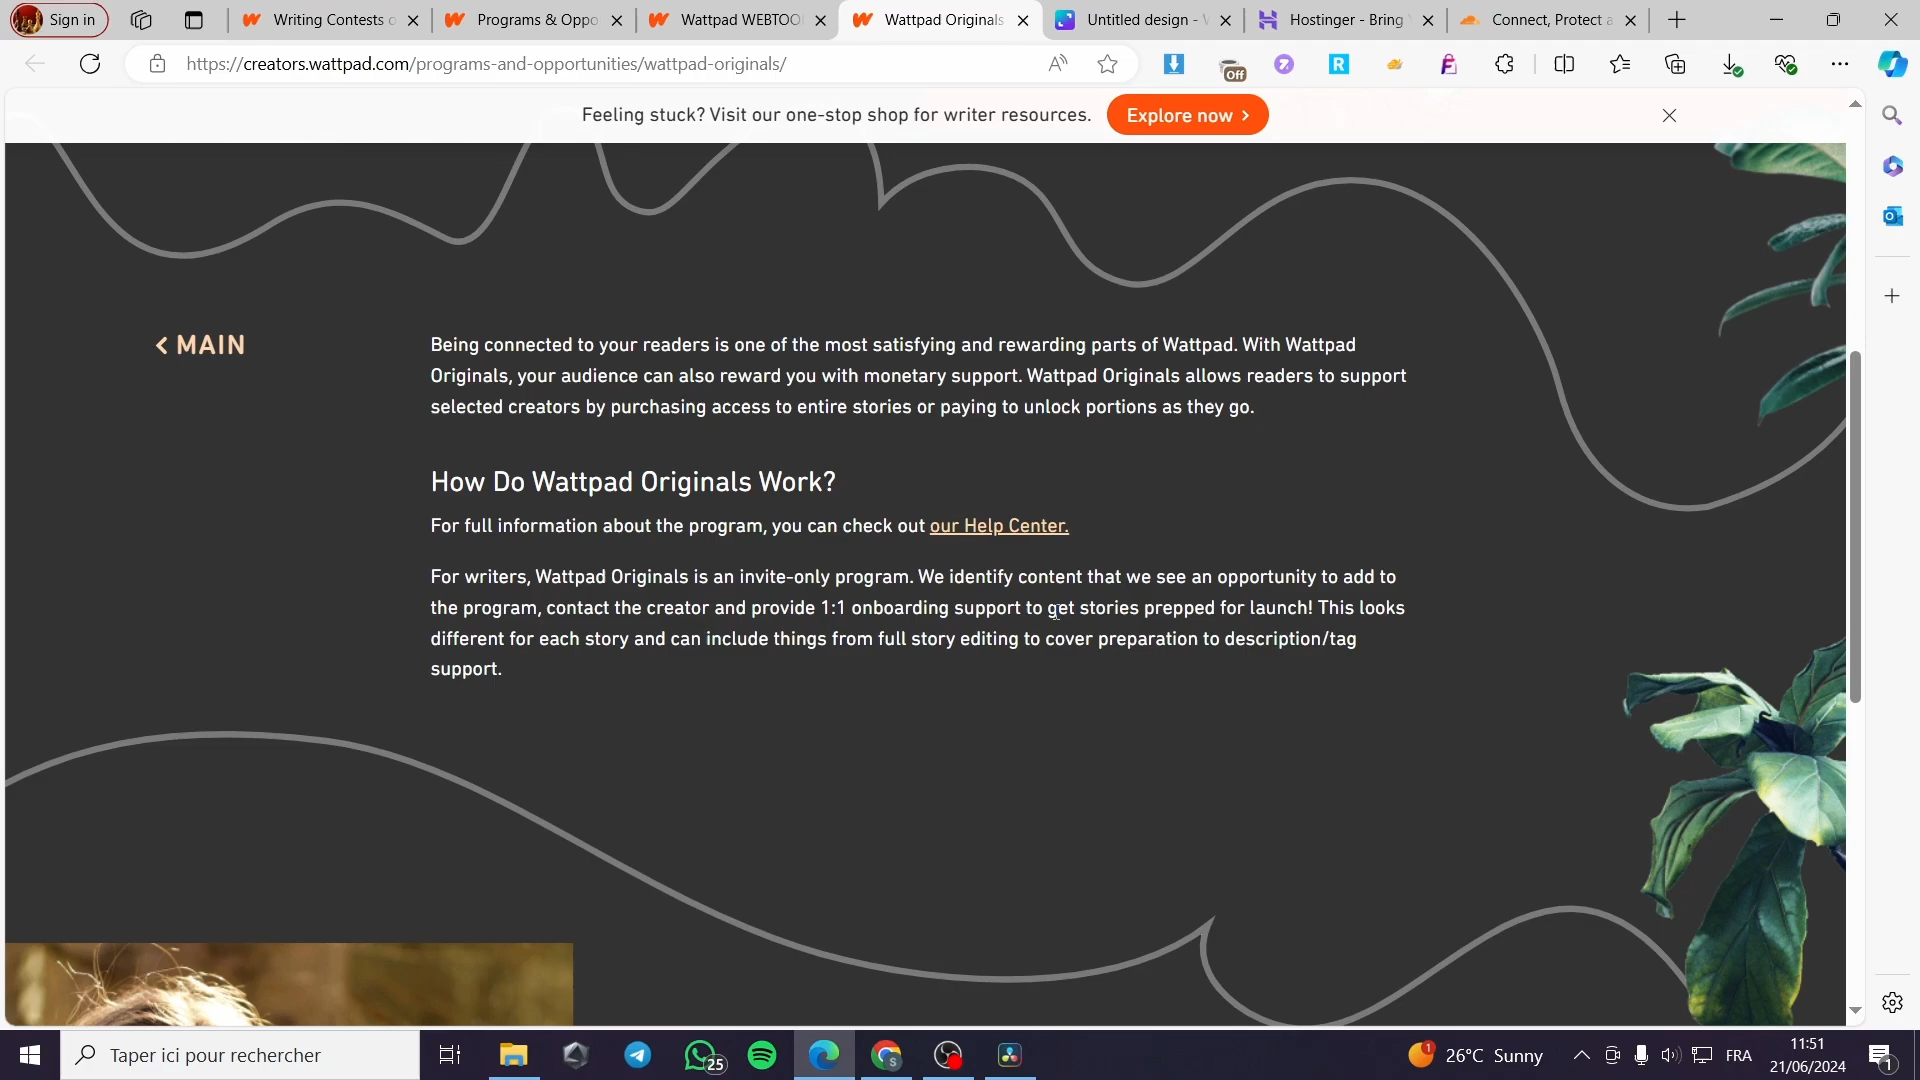 Sign in
Writing Contests o
Programs & Oppo
Wattpad WEBTOO
Wattpad Originals
Untitled design -
Hostinger - Bring
Connect, Protect a
https://creators.wattpad.com/programs-and-opportunities/wattpad-originals/
Off
Feeling stuck? Visit our one-stop shop for writer resources.
Explore now >
< MAIN
Being connected to your readers is one of the most satisfying and rewarding parts of Wattpad. With Wattpad
Originals, your audience can also reward you with monetary support. Wattpad Originals allows readers to support
selected creators by purchasing access to entire stories or paying to unlock portions as they go.
How Do Wattpad Originals Work?
For full information about the program, you can check out our Help Center.
For writers, Wattpad Originals is an invite-only program. We identify content that we see an opportunity to add to
the program, contact the creator and provide 1:1 onboarding support to get stories prepped for launch! This looks
different for each story and can include things from full story editing to cover preparation to description/tag
support.
Taper ici pour rechercher
25
1
26°C Sunny
FRA
11:51
21/06/2024
1